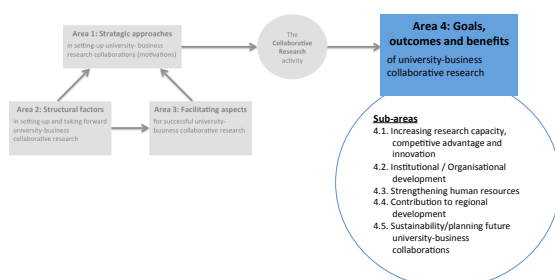 Area 1: Strategic approaches
in setting-up university- business
research collaborations (motivations)
The
Collaborative
Research
activity
Area 4: Goals,
outcomes and benefits
of university-business
collaborative research
Area 2: Structural factors
in setting-up and taking forward
university-business
collaborative research
Area 3: Facilitating aspects
for successful university-
business collaborative research
Sub-areas
4.1. Increasing research capacity,
competitive advantage and
innovation
4.2. Institutional / Organisational
development
4.3. Strengthening human resources
4.4. Contribution to regional
development
4.5. Sustainability/planning future
university-business
collaborations